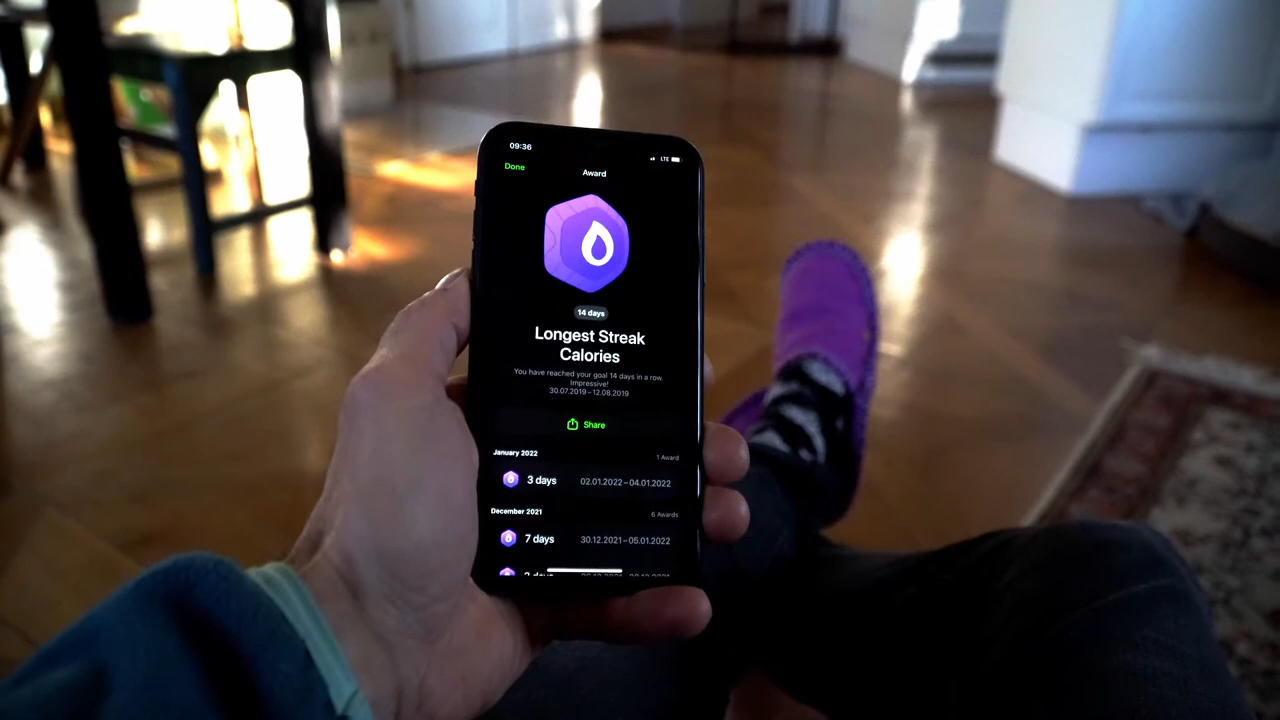 09:36
LTE
Done
Award
14 days
Longest Streak
Calories
You have reached your goal 14 days in a row.
Impressive!
30.07.2019 – 12.08.2019
Share
January 2022
1 Award
3 days
02.01.2022 – 04.01.2022
December 2021
6 Awards
7 days
30.12.2021 – 05.01.2022
days